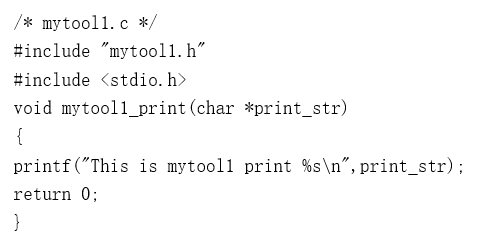 /* mytool1.c */
#include "mytool1.h"
#include <stdio.h>
void mytool1_print(char *print_str)
{
printf("This is mytool1 print %s\n",print_str);
return 0;
}